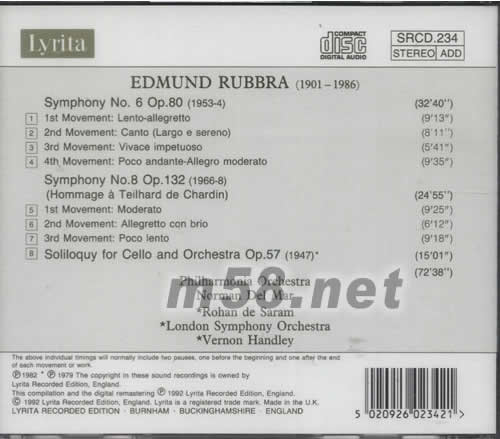 Lyrita
COMPACT
disc
DIGITAL AUDIO
SRCD.234
STEREO ADD
EDMUND RUBBRA (1901–1986)
Symphony No. 6 Op.80 (1953-4) (32'40'')
1 1st Movement: Lento-allegretto (9'13'')
2 2nd Movement: Canto (Largo e sereno) (8'11'')
3 3rd Movement: Vivace impetuoso (5'41'')
4 4th Movement: Poco andante-Allegro moderato (9'35'')
Symphony No.8 Op.132 (1966-8)
(Hommage à Teilhard de Chardin) (24'55'')
5 1st Movement: Moderato (9'25'')
6 2nd Movement: Allegretto con brio (6'12'')
7 3rd Movement: Poco lento (9'18'')
8 Soliloquy for Cello and Orchestra Op.57 (1947)* (15'01'')
(72'38'')
Philharmonia Orchestra
Norman Del Mar
*Rohan de Saram
*London Symphony Orchestra
*Vernon Handley
m58.net
The above individual timings will normally include two pauses, one before the beginning and one after the end
of each movement or work.
℗ 1982 * ℗ 1979 The copyright in these sound recordings is owned by
Lyrita Recorded Edition, England.
This compilation and the digital remastering ℗ 1992 Lyrita Recorded Edition, England.
© 1992 Lyrita Recorded Edition, England. Lyrita is a registered trade mark. Made in the U.K.
LYRITA RECORDED EDITION · BURNHAM · BUCKINGHAMSHIRE · ENGLAND
5 020926 023421 >